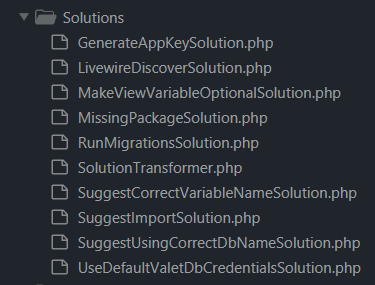 Solutions
GenerateAppKeySolution.php
LivewireDiscoverSolution.php
MakeViewVariableOptionalSolution.php
MissingPackageSolution.php
RunMigrationsSolution.php
SolutionTransformer.php
SuggestCorrectVariableNameSolution.php
SuggestImportSolution.php
SuggestUsingCorrectDbNameSolution.php
UseDefaultValetDbCredentialsSolution.php